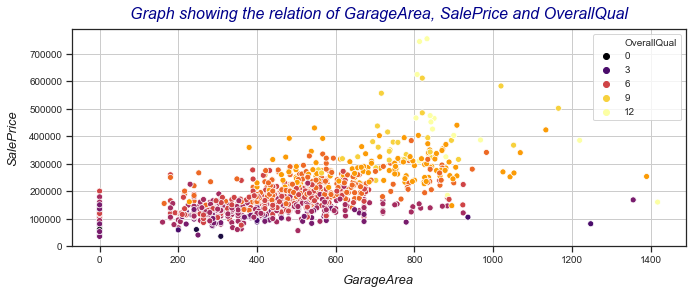 Graph showing the relation of GarageArea, SalePrice and OverallQual
OverallQual
0
3
6
9
12
SalePrice
700000
600000
500000
400000
300000
200000
100000
0
0 200 400 600 800 1000 1200 1400
GarageArea